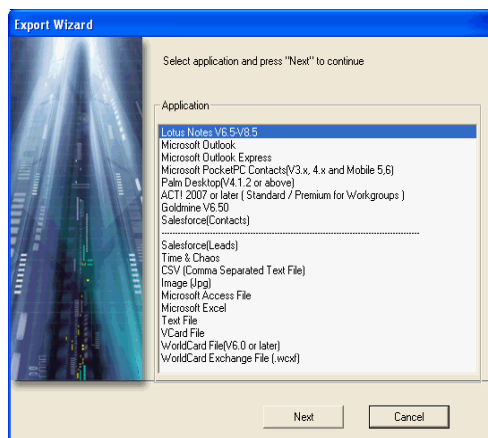 Export Wizard
Select application and press "Next" to continue
Application
Lotus Notes V6.5-V8.5
Microsoft Outlook
Microsoft Outlook Express
Microsoft PocketPC Contacts(V3.x, 4.x and Mobile 5,6)
Palm Desktop(V4.1.2 or above)
ACT! 2007 or later ( Standard / Premium for Workgroups )
Goldmine V6.50
Salesforce(Contacts)
--------------------------------------------------------------------------------
Salesforce(Leads)
Time & Chaos
CSV (Comma Separated Text File)
Image (Jpg)
Microsoft Access File
Microsoft Excel
Text File
VCard File
WorldCard File(V6.0 or later)
WorldCard Exchange File (.wcxf)
Next
Cancel